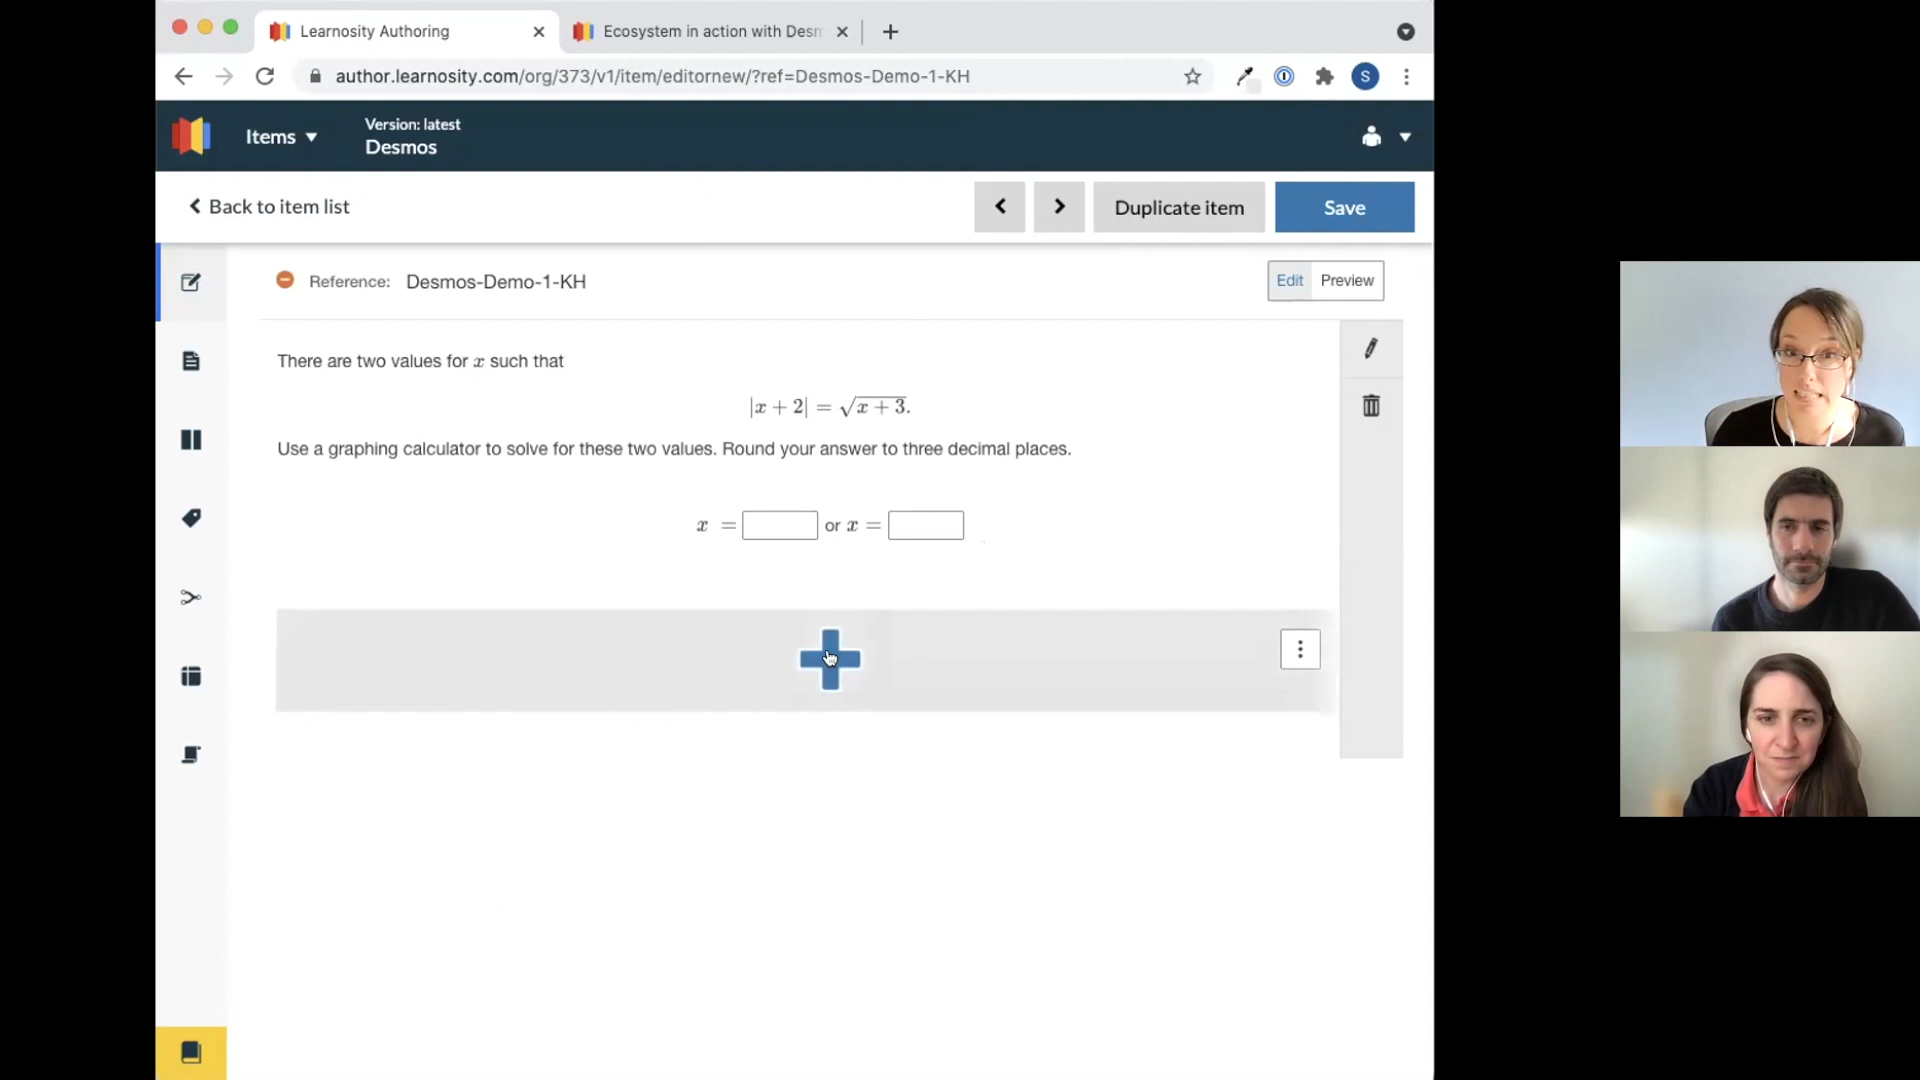 Learnosity Authoring
Ecosystem in action with Desm
author.learnosity.com/org/373/v1/item/editornew/?ref=Desmos-Demo-1-KH
S
Items
Version: latest
Desmos
Back to item list
Duplicate item
Save
Reference: Desmos-Demo-1-KH
Edit
Preview
There are two values for x such that
|x + 2| = √x + 3.
Use a graphing calculator to solve for these two values. Round your answer to three decimal places.
x = or x =